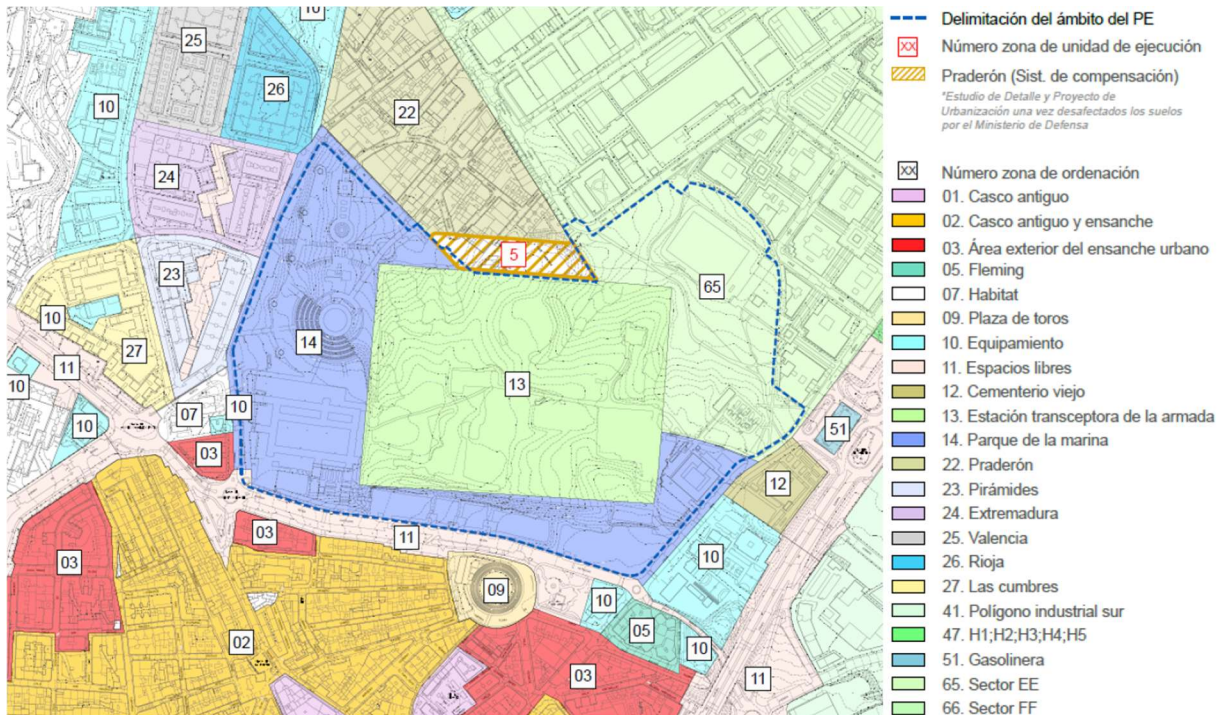 10
25
26
10
22
24
5
65
23
10
14
27
11
13
10
07
10
10
51
03
12
03
11
03
10
09
10
05
02
10
03
11
Delimitación del ámbito del PE
XX Número zona de unidad de ejecución
Praderón (Sist. de compensación)
*Estudio de Detalle y Proyecto de
Urbanización una vez desafectados los suelos
por el Ministerio de Defensa
XX Número zona de ordenación
01. Casco antiguo
02. Casco antiguo y ensanche
03. Área exterior del ensanche urbano
05. Fleming
07. Habitat
09. Plaza de toros
10. Equipamiento
11. Espacios libres
12. Cementerio viejo
13. Estación transceptora de la armada
14. Parque de la marina
22. Praderón
23. Pirámides
24. Extremadura
25. Valencia
26. Rioja
27. Las cumbres
41. Polígono industrial sur
47. H1;H2;H3;H4;H5
51. Gasolinera
65. Sector EE
66. Sector FF